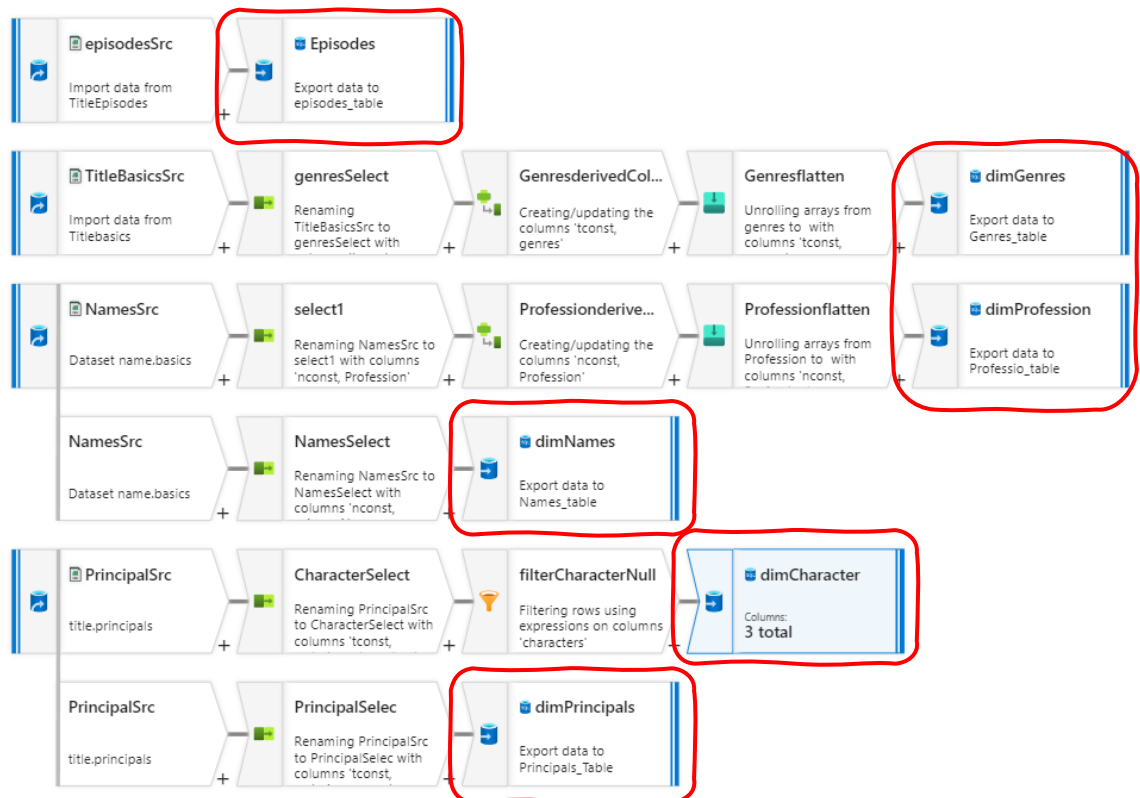 episodesSrc
Import data from
TitleEpisodes
+
Episodes
Export data to
episodes_table
TitleBasicsSrc
Import data from
Titlebasics
+
genresSelect
Renaming
TitleBasicsSrc to
genresSelect with
+
GenresderivedCol...
Creating/updating the
columns 'tconst,
genres'
+
Genresflatten
Unrolling arrays from
genres to with
columns 'tconst,
+
dimGenres
Export data to
Genres_table
NamesSrc
Dataset name.basics
+
select1
Renaming NamesSrc to
select1 with columns
'nconst, Profession'
+
Professionderive...
Creating/updating the
columns 'nconst,
Profession'
+
Professionflatten
Unrolling arrays from
Profession to with
columns 'nconst,
+
dimProfession
Export data to
Professio_table
NamesSrc
Dataset name.basics
+
NamesSelect
Renaming NamesSrc to
NamesSelect with
columns 'nconst,
+
dimNames
Export data to
Names_table
PrincipalSrc
title.principals
+
CharacterSelect
Renaming PrincipalSrc
to CharacterSelect with
columns 'tconst,
+
filterCharacterNull
Filtering rows using
expressions on columns
'characters'
+
dimCharacter
Columns:
3 total
PrincipalSrc
title.principals
+
PrincipalSelec
Renaming PrincipalSrc
to PrincipalSelec with
columns 'tconst,
+
dimPrincipals
Export data to
Principals_Table